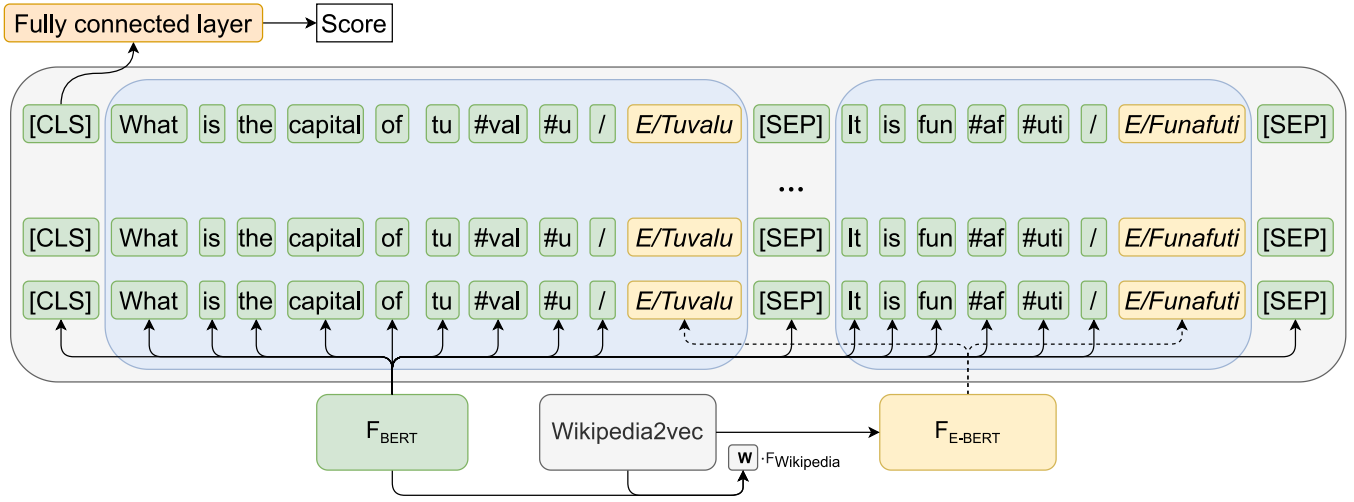 Fully connected layer Score
[CLS] What is the capital of tu #val #u / E/Tuvalu [SEP] It is fun #af #uti / E/Funafuti [SEP]
...
[CLS] What is the capital of tu #val #u / E/Tuvalu [SEP] It is fun #af #uti / E/Funafuti [SEP]
[CLS] What is the capital of tu #val #u / E/Tuvalu [SEP] It is fun #af #uti / E/Funafuti [SEP]
F_BERT Wikipedia2vec F_E-BERT
W ·F_Wikipedia